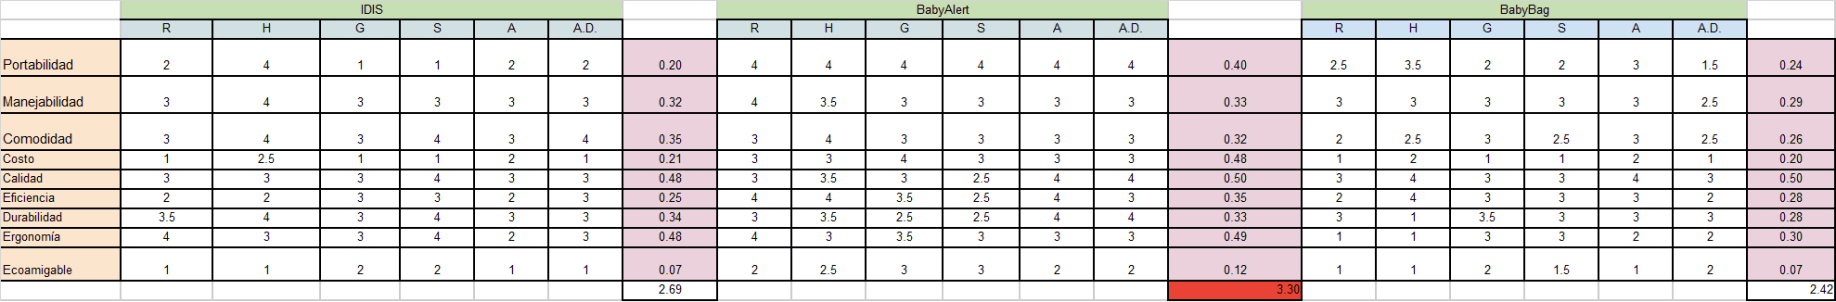 IDIS BabyAlert BabyBag
R H G S A A.D. R H G S A A.D. R H G S A A.D.
Portabilidad 2 4 1 1 2 2 0.20 4 4 4 4 4 4 0.40 2.5 3.5 2 2 3 1.5 0.24
Manejabilidad 3 4 3 3 3 3 0.32 4 3.5 3 3 3 3 0.33 3 3 3 3 3 2.5 0.29
Comodidad 3 4 3 4 3 4 0.35 3 4 3 3 3 3 0.32 2 2.5 3 2.5 3 2.5 0.26
Costo 1 2.5 1 1 2 1 0.21 3 3 4 3 3 3 0.48 1 2 1 1 2 1 0.20
Calidad 3 3 3 4 3 3 0.48 3 3.5 3 2.5 4 4 0.50 3 4 3 3 4 3 0.50
Eficiencia 2 2 3 3 2 3 0.25 4 4 3.5 2.5 4 3 0.35 2 4 3 3 3 2 0.28
Durabilidad 3.5 4 3 4 3 3 0.34 3 3.5 2.5 2.5 4 4 0.33 3 1 3.5 3 3 3 0.28
Ergonomía 4 3 3 4 2 3 0.48 4 3 3.5 3 3 3 0.49 1 1 3 3 2 2 0.30
Ecoamigable 1 1 2 2 1 1 0.07 2 2.5 3 3 2 2 0.12 1 1 2 1.5 1 2 0.07
2.69 3.30 2.42